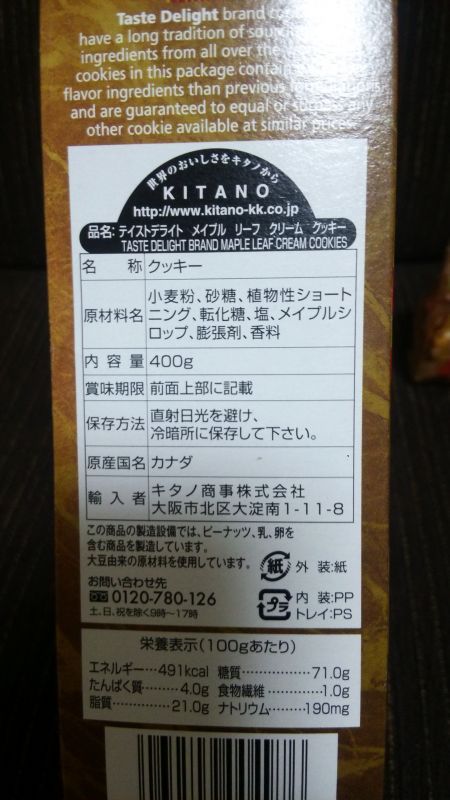 Taste Delight brand
have a long tradition of
ingredients from all over the
cookies in this package contain
flavor ingredients than previous
and are guaranteed to equal or surpass any
other cookie available at similar prices.
世界のおいしさをキタノから
KITANO
http://www.kitano-kk.co.jp
品名: テイストデライト メイプル リーフ クリーム クッキー
TASTE DELIGHT BRAND MAPLE LEAF CREAM COOKIES
名 称 クッキー
原材料名 小麦粉、砂糖、植物性ショート
ニング、転化糖、塩、メイプルシ
ロップ、膨張剤、香料
内容量 400g
賞味期限 前面上部に記載
保存方法 直射日光を避け、
冷暗所に保存して下さい。
原産国名 カナダ
輸入者 キタノ商事株式会社
大阪市北区大淀南1-11-8
この商品の製造設備では、ピーナッツ、乳、卵を
含む商品を製造しています。
大豆由来の原材料を使用しています。
紙 外 装:紙
お問い合わせ先
0120-780-126
土、日、祝を除く9時〜17時
プラ 内 装:PP
トレイ:PS
栄養表示(100gあたり)
エネルギー…491kcal 糖質……………71.0g
たんぱく質………4.0g 食物繊維…………1.0g
脂質……………21.0g ナトリウム………190mg